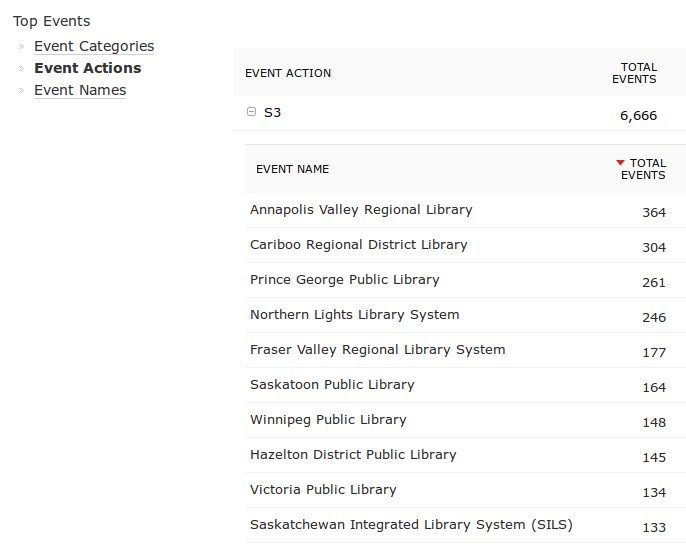 Top Events
Event Categories
Event Actions
Event Names
EVENT ACTION
TOTAL
EVENTS
S3 6,666
EVENT NAME
TOTAL
EVENTS
Annapolis Valley Regional Library 364
Cariboo Regional District Library 304
Prince George Public Library 261
Northern Lights Library System 246
Fraser Valley Regional Library System 177
Saskatoon Public Library 164
Winnipeg Public Library 148
Hazelton District Public Library 145
Victoria Public Library 134
Saskatchewan Integrated Library System (SILS) 133